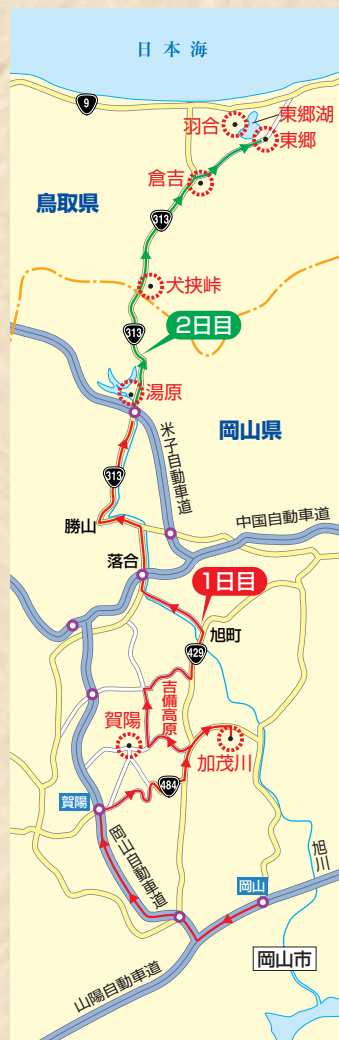 日本海
9
東郷湖
羽合
東郷
倉吉
鳥取県
313
犬挟峠
313
2日目
湯原
岡山県
米子自動車道
313
勝山
中国自動車道
落合
1日目
旭町
429
吉備高原
賀陽
加茂川
484
賀陽
岡山自動車道
旭川
岡山
岡山市
山陽自動車道